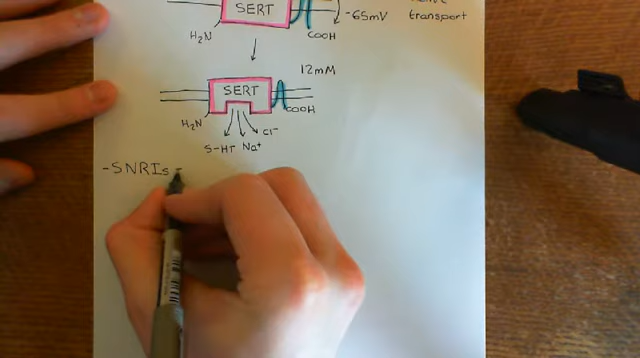 SERT
-65mV
transport
H₂N
COOH
12mM
SERT
COOH
H₂N
Cl⁻
5-HT Na⁺
-SNRIs -